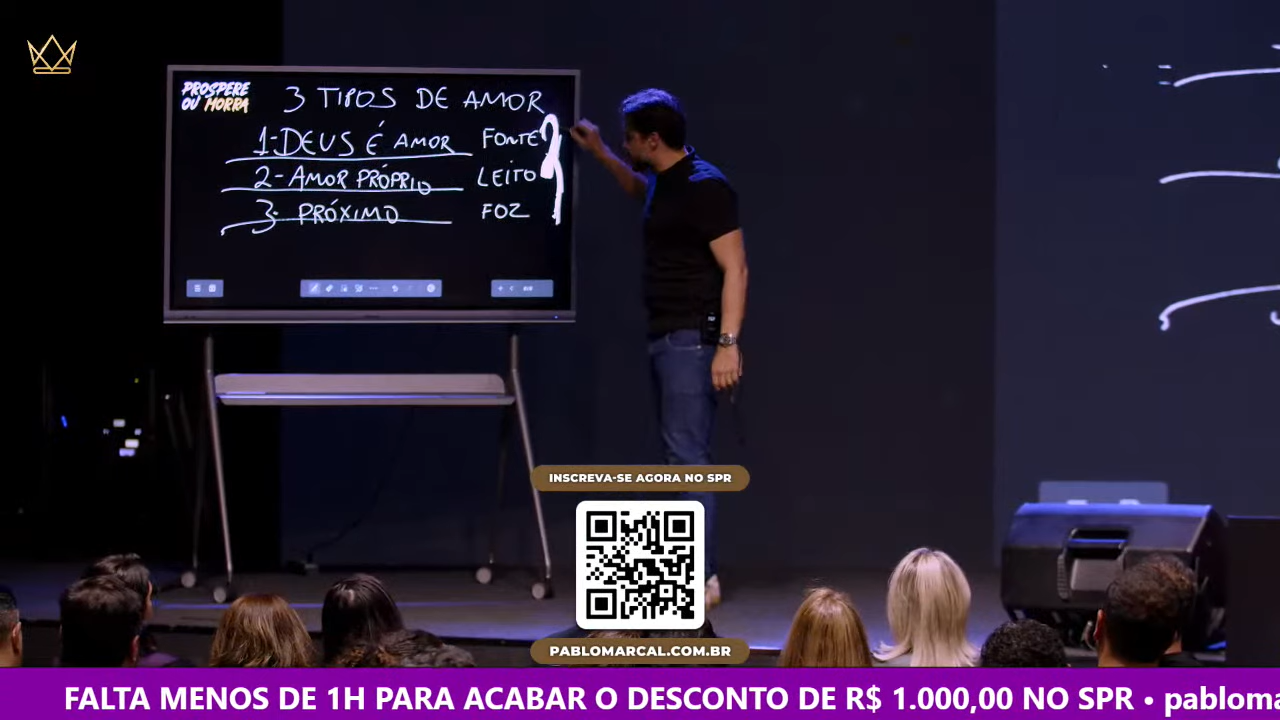 PROSPERE
OU MORRA
3 TIPOS DE AMOR
1-DEUS É AMOR FONTE
2-AMOR PRÓPRIO LEITO
3- PRÓXIMO FOZ
INSCREVA-SE AGORA NO SPR
PABLOMARCAL.COM.BR
FALTA MENOS DE 1H PARA ACABAR O DESCONTO DE R$ 1.000,00 NO SPR • pabloma